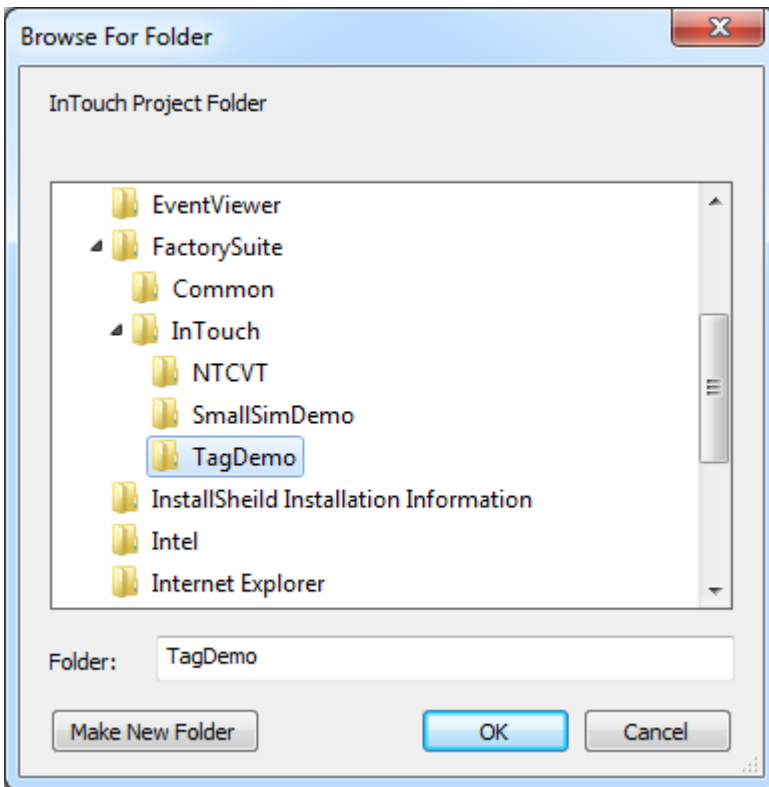 Browse For Folder
InTouch Project Folder
EventViewer
FactorySuite
Common
InTouch
NTCVT
SmallSimDemo
TagDemo
InstallSheild Installation Information
Intel
Internet Explorer
Folder: TagDemo
Make New Folder OK Cancel